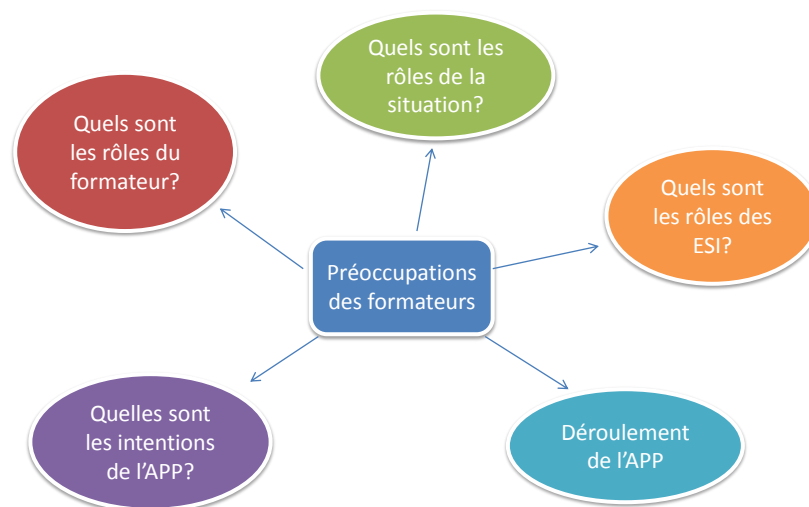 Quels sont les
rôles de la
situation?
Quels sont
les rôles du
formateur?
Quels sont
les rôles des
ESI?
Préoccupations
des formateurs
Quelles sont
les intentions
de l’APP?
Déroulement
de l’APP